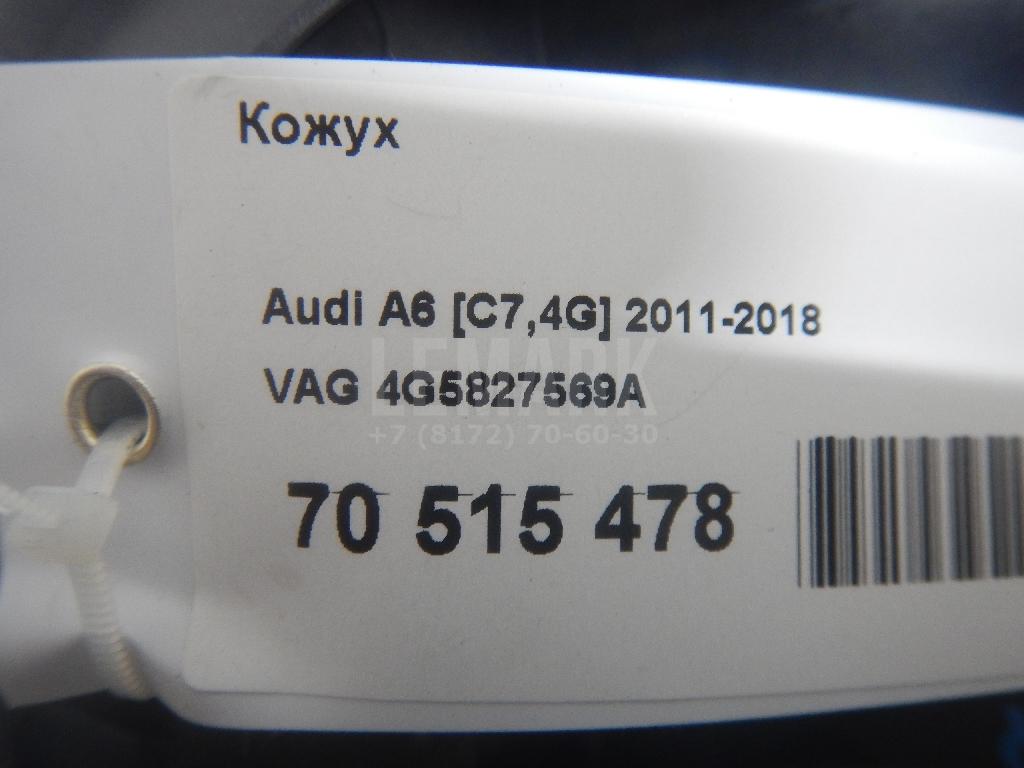 Кожух
Audi A6 [C7,4G] 2011-2018
VAG 4G5827569A
LEMARK
+7 (8172) 70-60-30
70 515 478